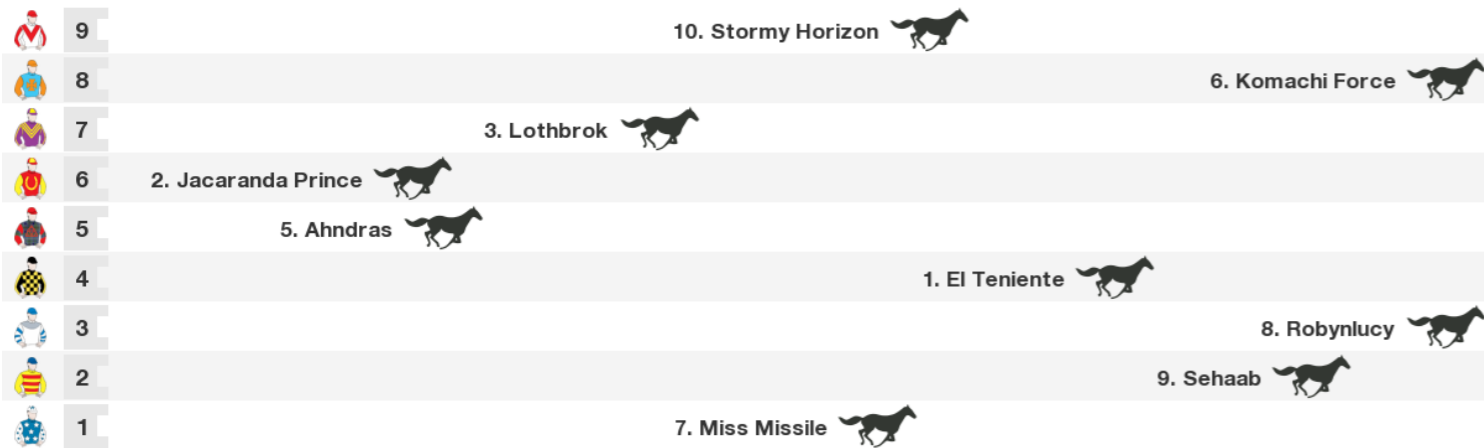 9 10. Stormy Horizon
8 6. Komachi Force
7 3. Lothbrok
6 2. Jacaranda Prince
5 5. Ahndras
4 1. El Teniente
3 8. Robynlucy
2 9. Sehaab
1 7. Miss Missile